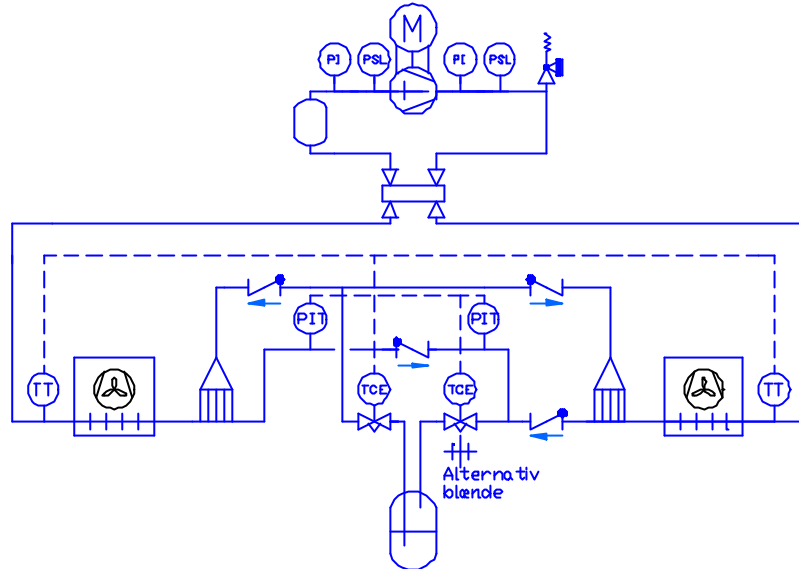 M
PI PSL PI PSL
PIT PIT
TT TCE TCE TT
Alternativ
blænde